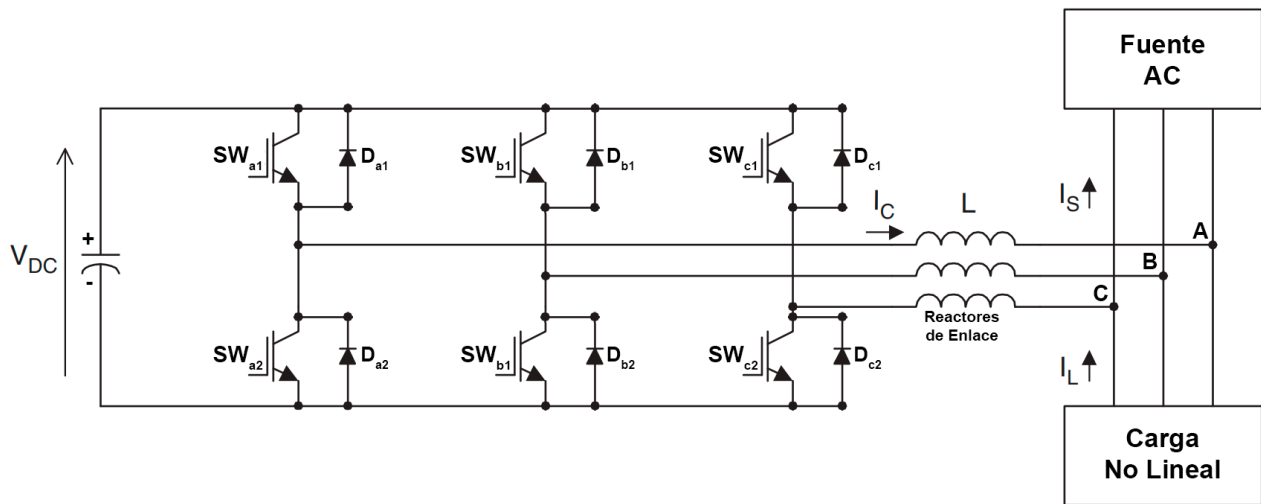 Fuente
AC
SWa1
Da1
SWb1
Db1
SWc1
Dc1
IC
L
IS
A
B
C
VDC
+
-
Reactores
de Enlace
SWa2
Da2
SWb1
Db2
SWc2
Dc2
IL
Carga
No Lineal